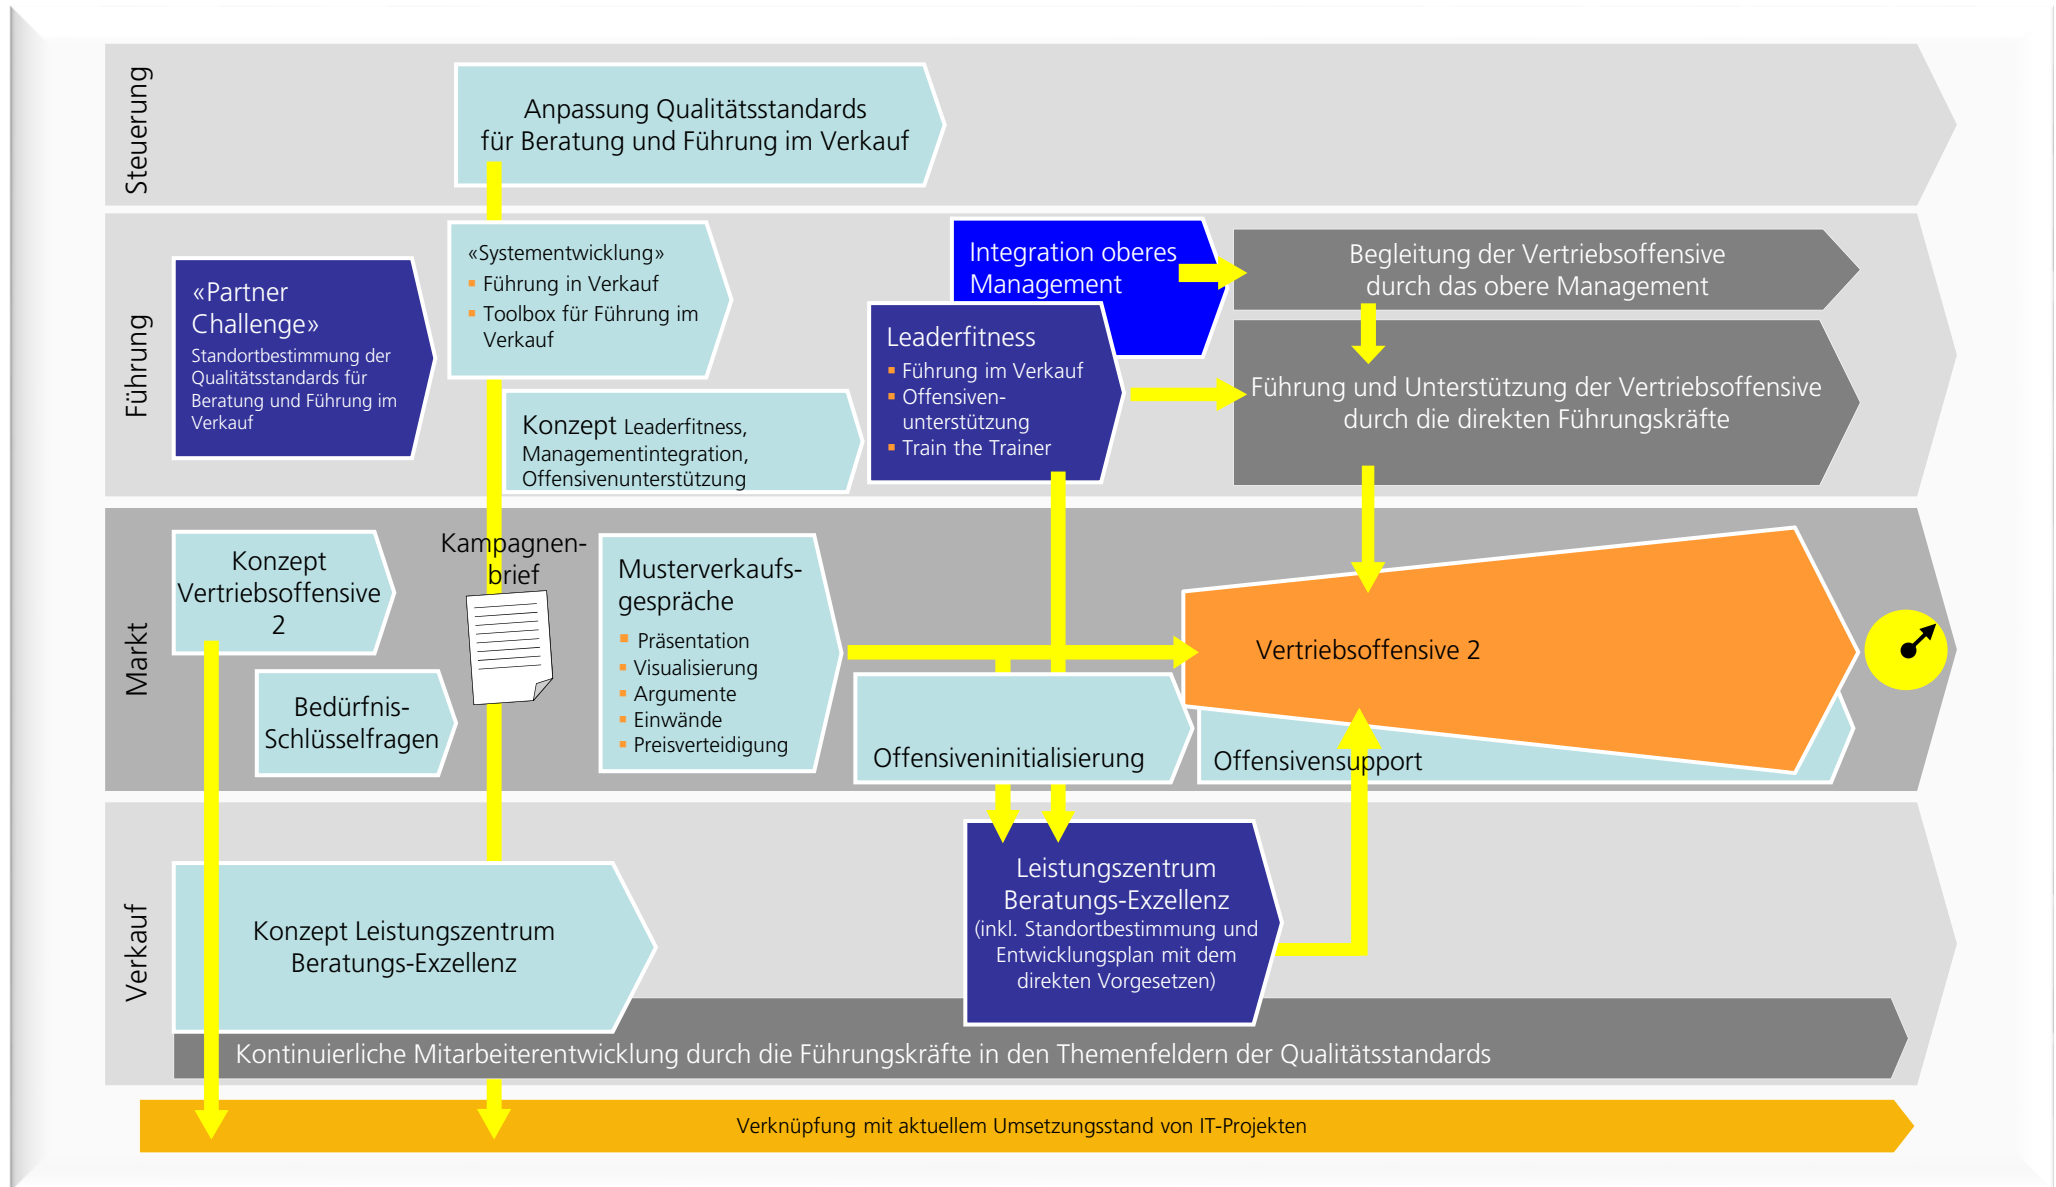 Steuerung
Anpassung Qualitätsstandards
für Beratung und Führung im Verkauf
Führung
«Partner
Challenge»
Standortbestimmung der
Qualitätsstandards für
Beratung und Führung im
Verkauf
«Systementwicklung»
Führung in Verkauf
Toolbox für Führung im
Verkauf
Konzept Leaderfitness,
Managementintegration,
Offensivenunterstützung
Integration oberes
Management
Leaderfitness
Führung im Verkauf
Offensiven-
unterstützung
Train the Trainer
Begleitung der Vertriebsoffensive
durch das obere Management
Führung und Unterstützung der Vertriebsoffensive
durch die direkten Führungskräfte
Markt
Konzept
Vertriebsoffensive
2
Bedürfnis-
Schlüsselfragen
Kampagnen-
brief
Musterverkaufs-
gespräche
Präsentation
Visualisierung
Argumente
Einwände
Preisverteidigung
Offensiveninitialisierung
Vertriebsoffensive 2
Offensivensupport
Verkauf
Konzept Leistungszentrum
Beratungs-Exzellenz
Leistungszentrum
Beratungs-Exzellenz
(inkl. Standortbestimmung und
Entwicklungsplan mit dem
direkten Vorgesetzen)
Kontinuierliche Mitarbeiterentwicklung durch die Führungskräfte in den Themenfeldern der Qualitätsstandards
Verknüpfung mit aktuellem Umsetzungsstand von IT-Projekten